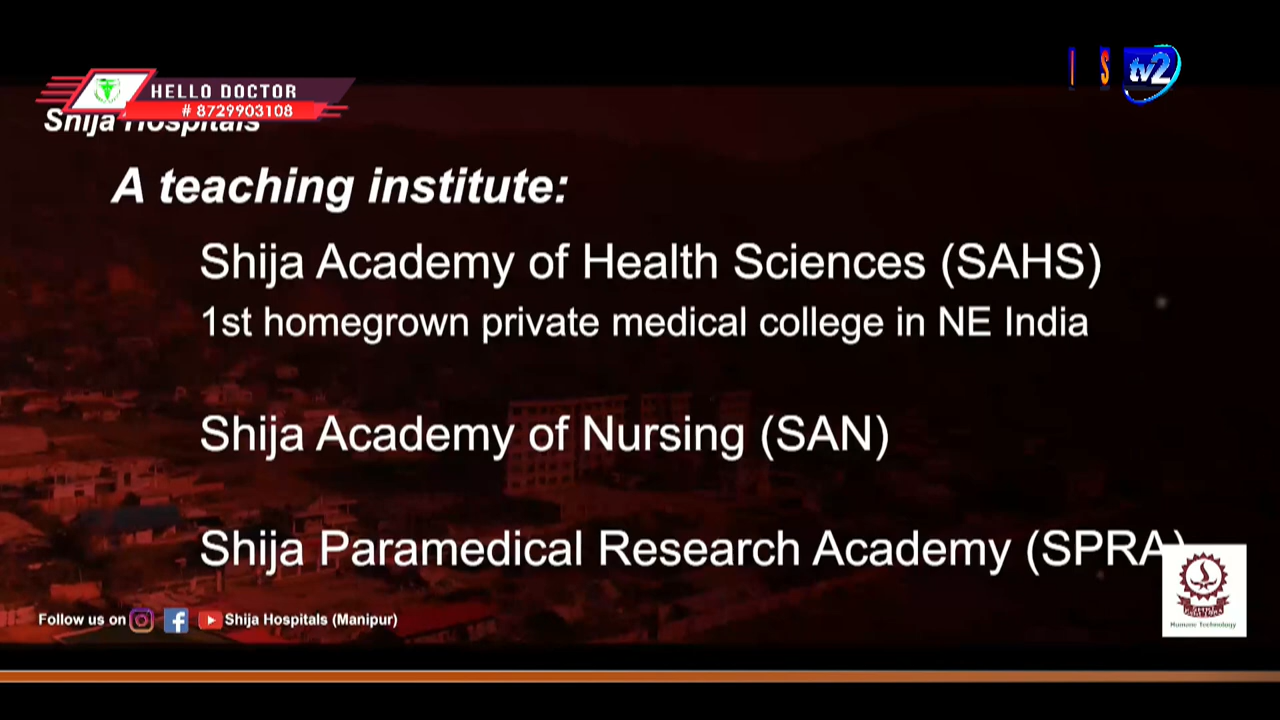 HELLO DOCTOR
# 8729903108
Shija Hospitals
I S tv2
A teaching institute:
Shija Academy of Health Sciences (SAHS)
1st homegrown private medical college in NE India
Shija Academy of Nursing (SAN)
Shija Paramedical Research Academy (SPRA)
Follow us on Shija Hospitals (Manipur)
Humane Technology